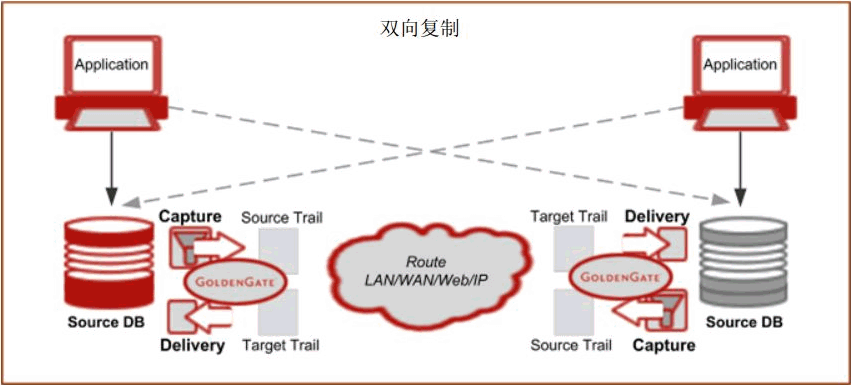 双向复制
Application
Application
Capture
Source Trail
Target Trail
Delivery
Route
LAN/WAN/Web/IP
GOLDENGATE
GOLDENGATE
Source DB
Source DB
Delivery
Target Trail
Source Trail
Capture